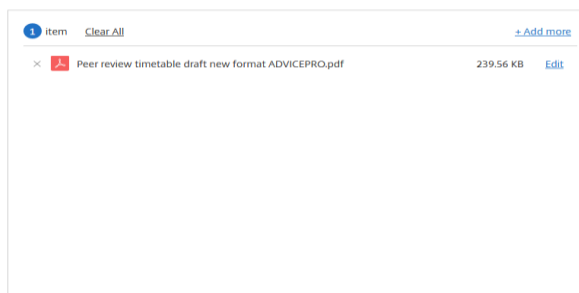 1 item Clear All + Add more
× Peer review timetable draft new format ADVICEPRO.pdf 239.56 KB Edit